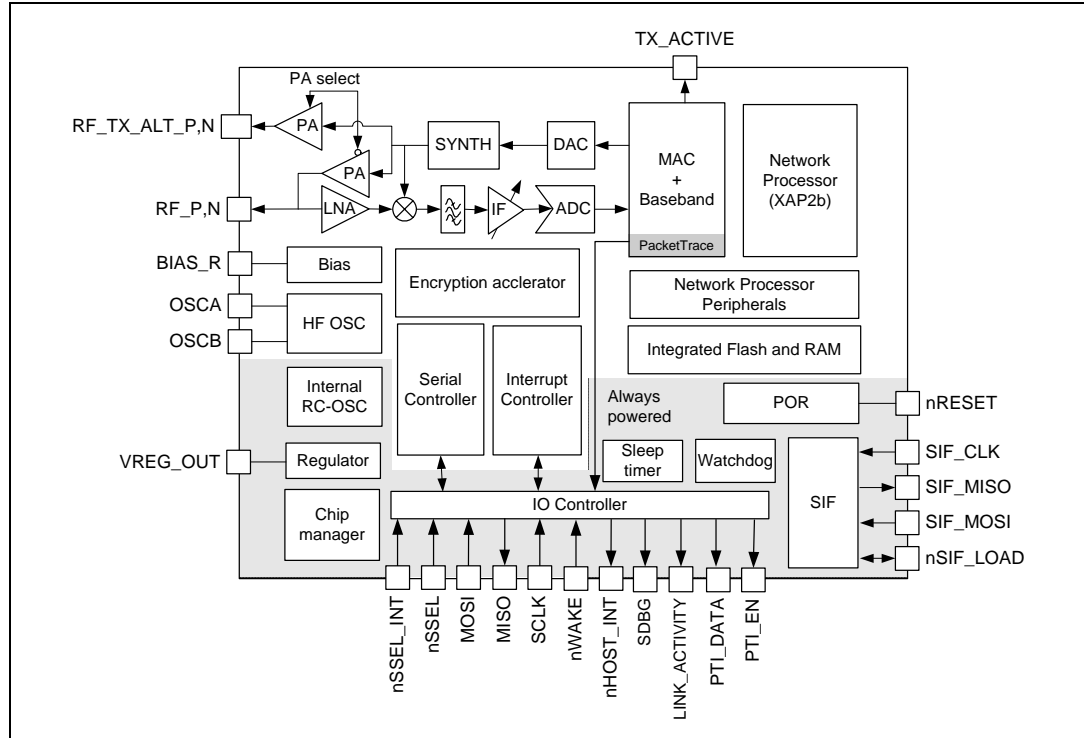 TX_ACTIVE
PA select
RF_TX_ALT_P,N
PA
SYNTH
DAC
MAC
+
Baseband
Network
Processor
(XAP2b)
PA
RF_P,N
LNA
IF
ADC
PacketTrace
BIAS_R
Bias
Encryption acclerator
Network Processor
Peripherals
OSCA
HF OSC
OSCB
Integrated Flash and RAM
Serial
Controller
Interrupt
Controller
Internal
RC-OSC
Always
powered
POR
nRESET
VREG_OUT
Regulator
Sleep
timer
Watchdog
SIF
SIF_CLK
SIF_MISO
SIF_MOSI
nSIF_LOAD
IO Controller
Chip
manager
nSSEL_INT
nSSEL
MOSI
MISO
SCLK
nWAKE
nHOST_INT
SDBG
LINK_ACTIVITY
PTI_DATA
PTI_EN